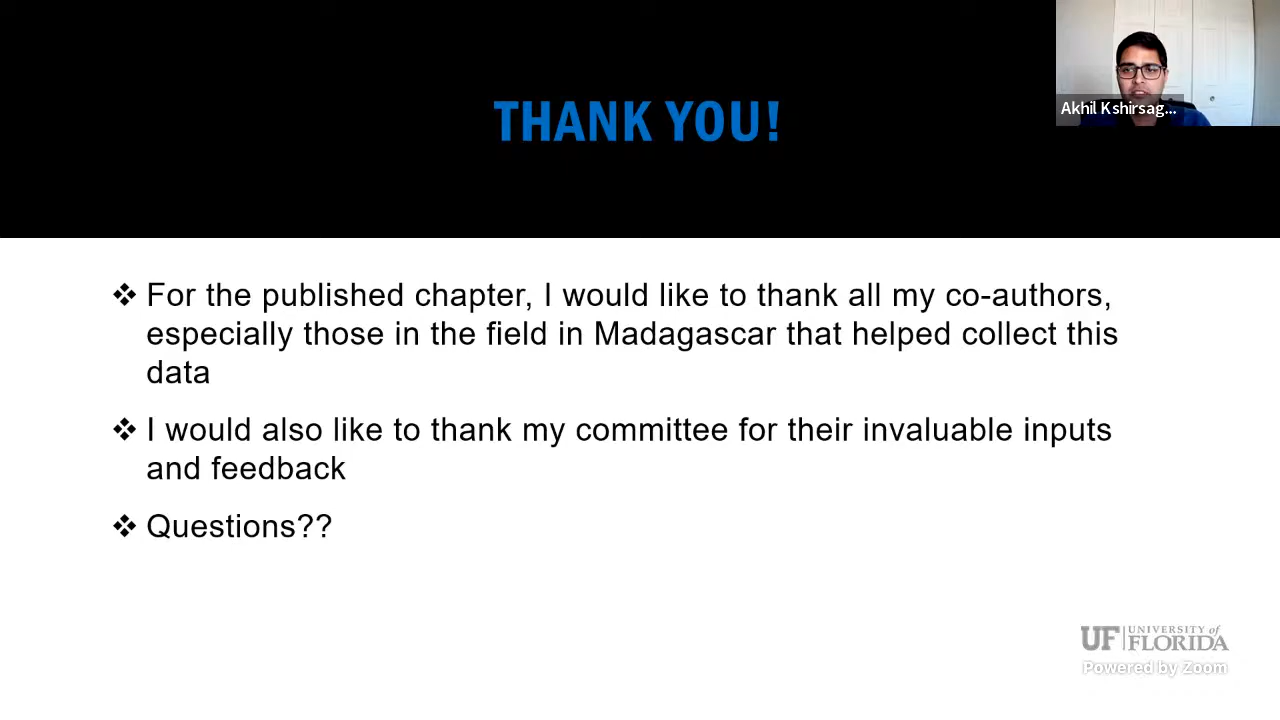 THANK YOU!
Akhil Kshirsag...
❖ For the published chapter, I would like to thank all my co-authors,
especially those in the field in Madagascar that helped collect this
data
❖ I would also like to thank my committee for their invaluable inputs
and feedback
❖ Questions??
UF UNIVERSITY of
FLORIDA
Powered by Zoom